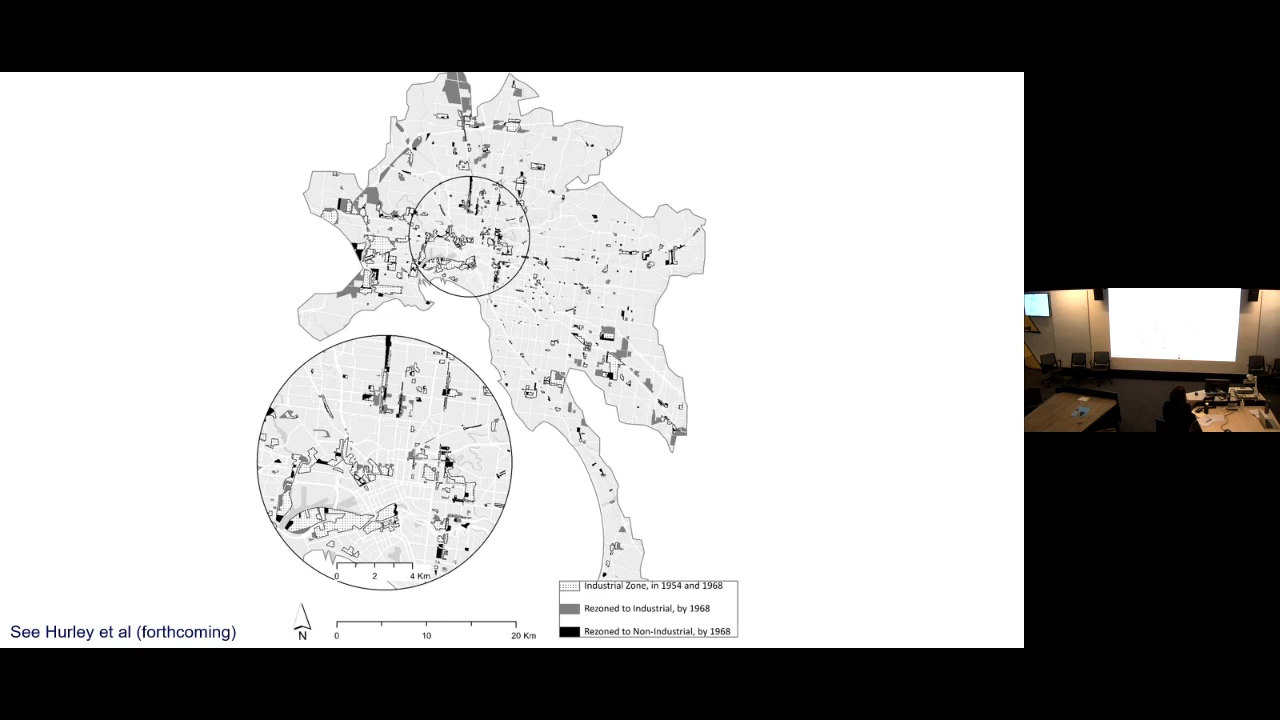 0 2 4 Km
Industrial Zone, in 1954 and 1968
Rezoned to Industrial, by 1968
Rezoned to Non-Industrial, by 1968
See Hurley et al (forthcoming)
N
0 10 20 Km